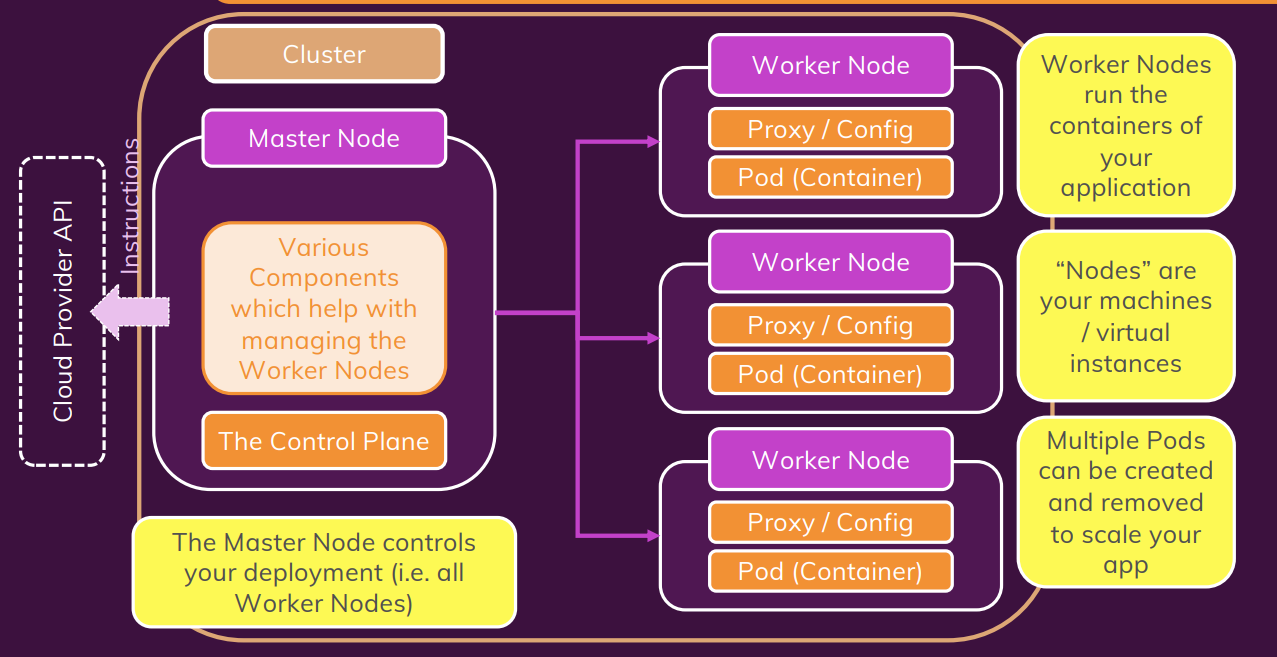 Cluster
Master Node
Instructions
Cloud Provider API
Various
Components
which help with
managing the
Worker Nodes
The Control Plane
The Master Node controls
your deployment (i.e. all
Worker Nodes)
Worker Node
Proxy / Config
Pod (Container)
Worker Node
Proxy / Config
Pod (Container)
Worker Node
Proxy / Config
Pod (Container)
Worker Nodes
run the
containers of
your
application
“Nodes” are
your machines
/ virtual
instances
Multiple Pods
can be created
and removed
to scale your
app